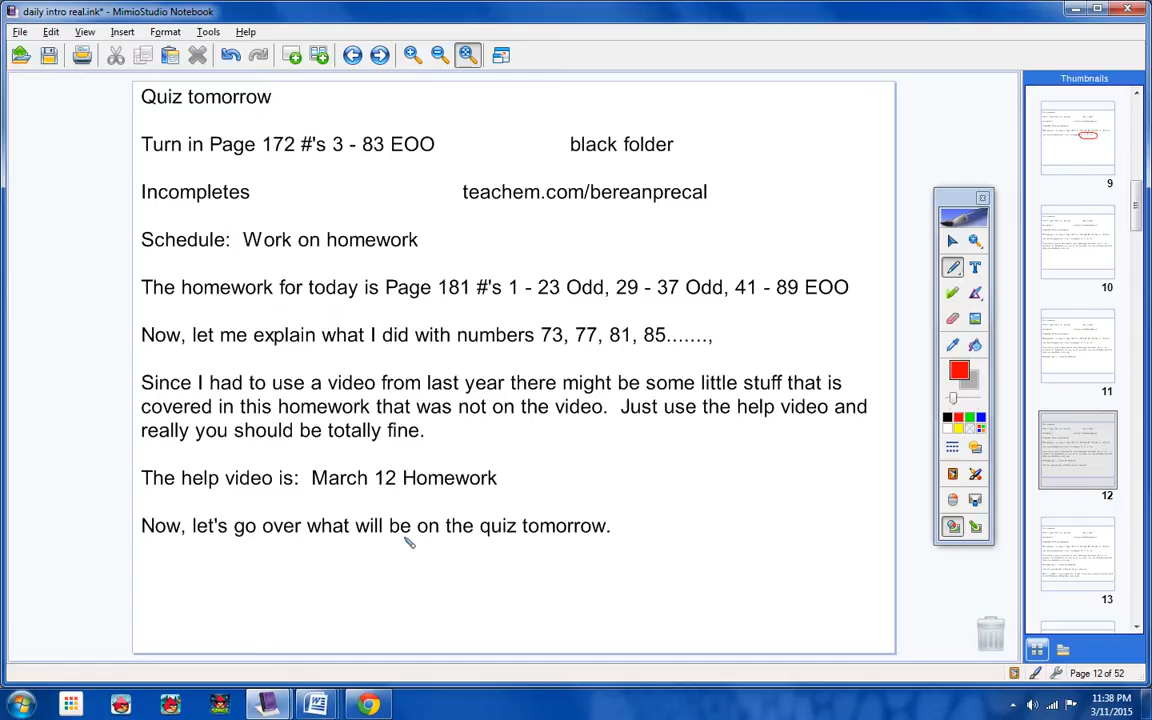 daily intro real.ink* - MimioStudio Notebook
File Edit View Insert Format Tools Help
Quiz tomorrow
Turn in Page 172 #'s 3 - 83 EOO black folder
Incompletes teachem.com/bereanprecal
Schedule: Work on homework
The homework for today is Page 181 #'s 1 - 23 Odd, 29 - 37 Odd, 41 - 89 EOO
Now, let me explain what I did with numbers 73, 77, 81, 85.......,
Since I had to use a video from last year there might be some little stuff that is
covered in this homework that was not on the video. Just use the help video and
really you should be totally fine.
The help video is: March 12 Homework
Now, let's go over what will be on the quiz tomorrow.
Thumbnails
9
10
11
12
13
Page 12 of 52
11:38 PM
3/11/2015